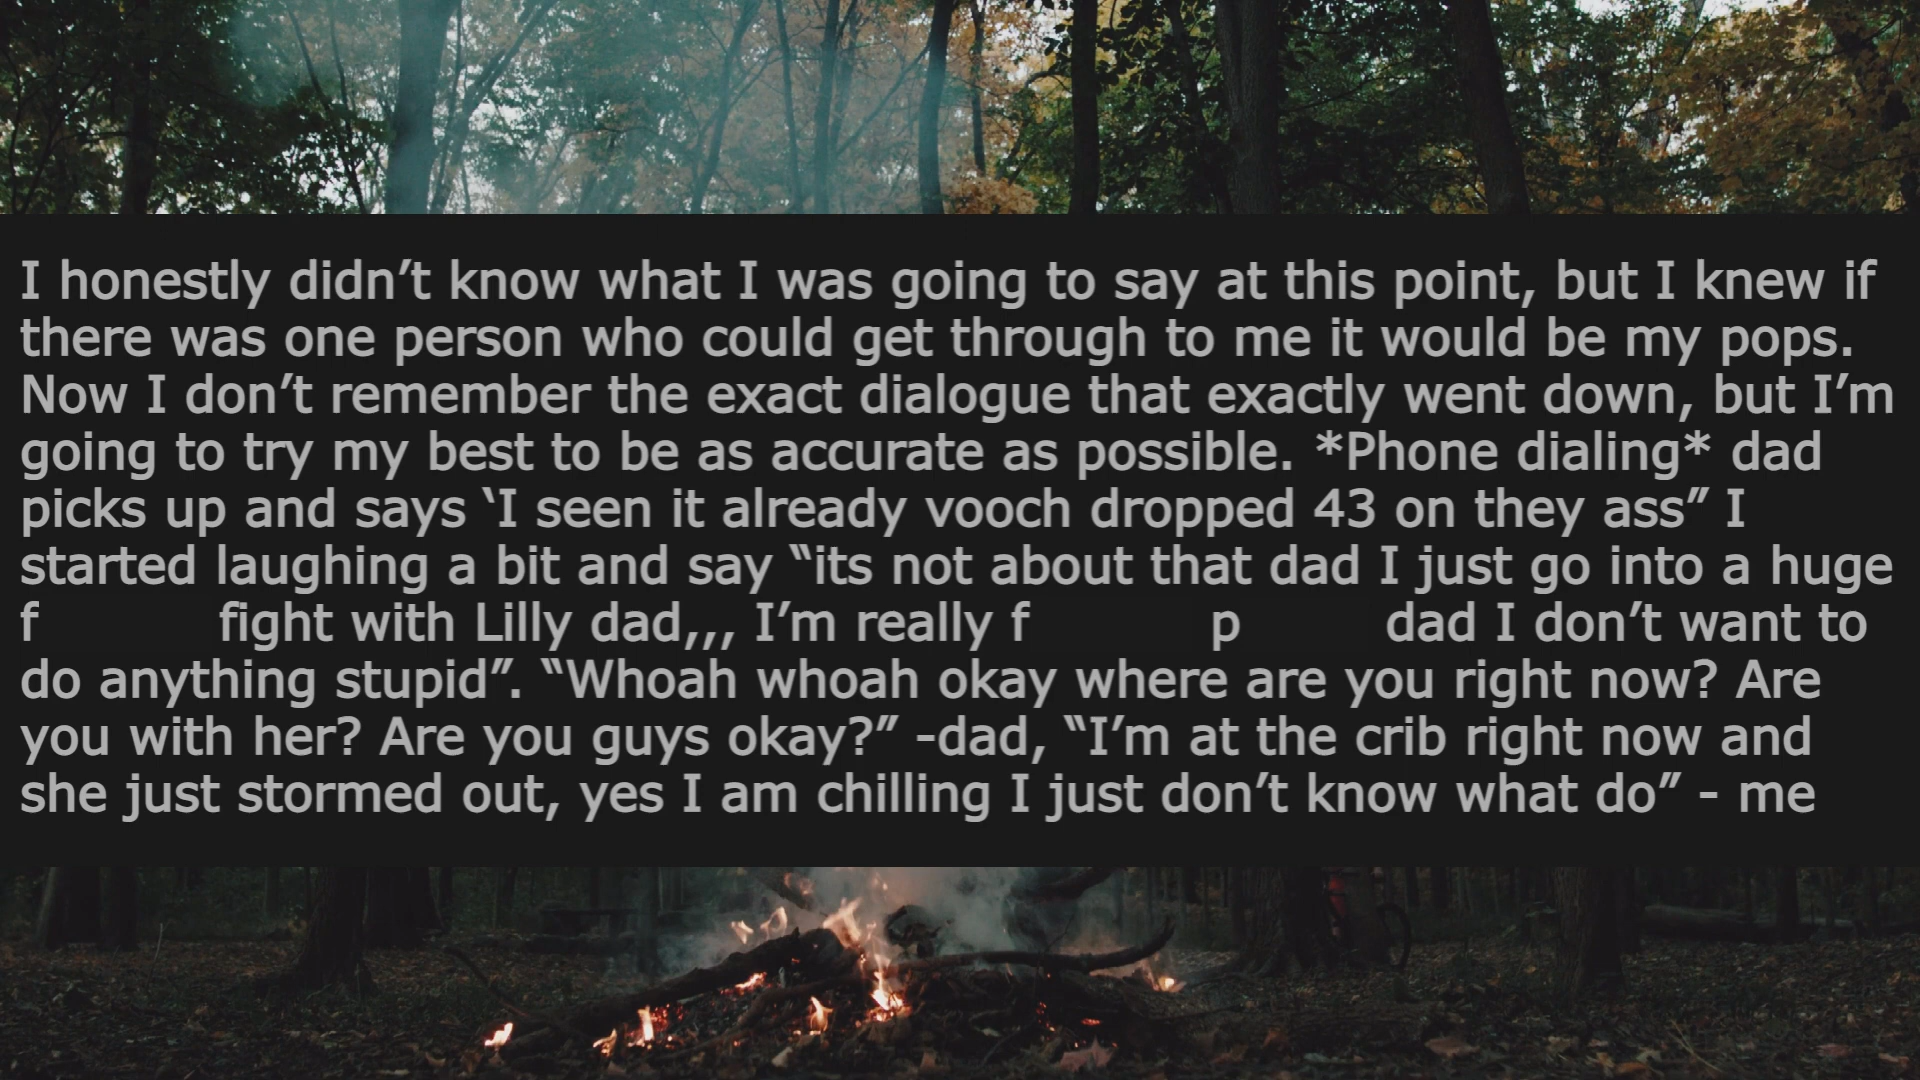 I honestly didn’t know what I was going to say at this point, but I knew if
there was one person who could get through to me it would be my pops.
Now I don’t remember the exact dialogue that exactly went down, but I’m
going to try my best to be as accurate as possible. *Phone dialing* dad
picks up and says ‘I seen it already vooch dropped 43 on they ass” I
started laughing a bit and say “its not about that dad I just go into a huge
f fight with Lilly dad,,, I’m really f p dad I don’t want to
do anything stupid”. “Whoah whoah okay where are you right now? Are
you with her? Are you guys okay?” -dad, “I’m at the crib right now and
she just stormed out, yes I am chilling I just don’t know what do” - me